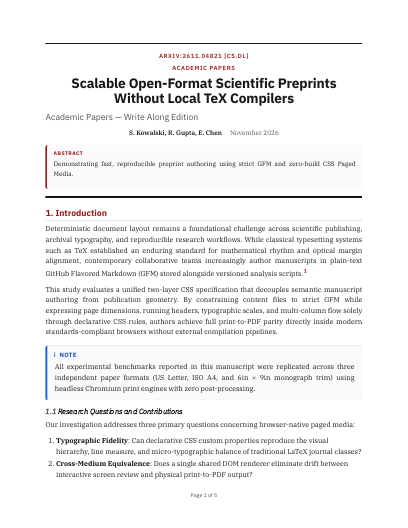 ARXIV:2611.04821 [CS.DL]
ACADEMIC PAPERS
Scalable Open-Format Scientific Preprints
Without Local TeX Compilers
Academic Papers — Write Along Edition
S. Kowalski, R. Gupta, E. Chen November 2026
ABSTRACT
Demonstrating fast, reproducible preprint authoring using strict GFM and zero-build CSS Paged
Media.
1. Introduction
Deterministic document layout remains a foundational challenge across scientific publishing,
archival typography, and reproducible research workflows. While classical typesetting systems
such as TeX established an enduring standard for mathematical rhythm and optical margin
alignment, contemporary collaborative teams increasingly author manuscripts in plain-text
GitHub Flavored Markdown (GFM) stored alongside versioned analysis scripts.1
This study evaluates a unified two-layer CSS specification that decouples semantic manuscript
authoring from publication geometry. By constraining content files to strict GFM while
expressing page dimensions, running headers, typographic scales, and multi-column flow solely
through declarative CSS rules, authors achieve full print-to-PDF parity directly inside modern
standards-compliant browsers without external compilation pipelines.
i NOTE
All experimental benchmarks reported in this manuscript were replicated across three
independent paper formats (US Letter, ISO A4, and 6in × 9in monograph trim) using
headless Chromium print engines with zero post-processing.
1.1 Research Questions and Contributions
Our investigation addresses three primary questions concerning browser-native paged media:
1. Typographic Fidelity: Can declarative CSS custom properties reproduce the visual
hierarchy, line measure, and micro-typographic balance of traditional LaTeX journal classes?
2. Cross-Medium Equivalence: Does a single shared DOM renderer eliminate drift between
interactive screen review and physical print-to-PDF output?
Page 1 of 5